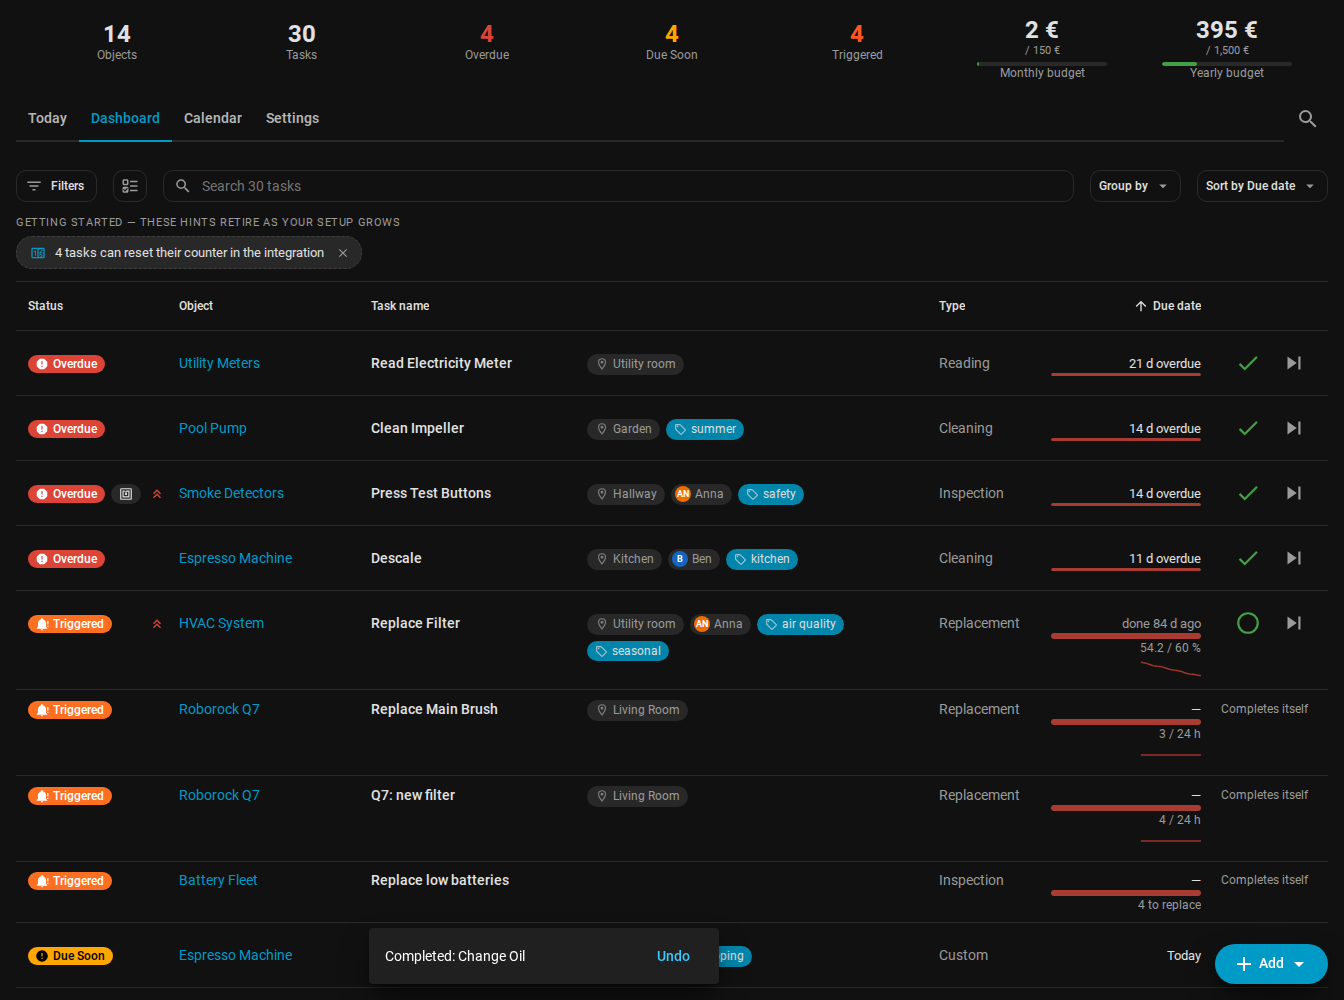 14
Objects
30
Tasks
4
Overdue
4
Due Soon
4
Triggered
2 €
/ 150 €
Monthly budget
395 €
/ 1,500 €
Yearly budget
Today Dashboard Calendar Settings
Filters
Search 30 tasks
Group by
Sort by Due date
GETTING STARTED — THESE HINTS RETIRE AS YOUR SETUP GROWS
4 tasks can reset their counter in the integration
Status Object Task name Type Due date
Overdue Utility Meters Read Electricity Meter Utility room Reading 21 d overdue
Overdue Pool Pump Clean Impeller Garden summer Cleaning 14 d overdue
Overdue Smoke Detectors Press Test Buttons Hallway AN Anna safety Inspection 14 d overdue
Overdue Espresso Machine Descale Kitchen B Ben kitchen Cleaning 11 d overdue
Triggered HVAC System Replace Filter Utility room AN Anna air quality Replacement done 84 d ago
seasonal 54.2 / 60 %
Triggered Roborock Q7 Replace Main Brush Living Room Replacement — Completes itself
3 / 24 h
Triggered Roborock Q7 Q7: new filter Living Room Replacement — Completes itself
4 / 24 h
Triggered Battery Fleet Replace low batteries Inspection — Completes itself
4 to replace
Due Soon Espresso Machine Custom Today
Completed: Change Oil Undo
Add